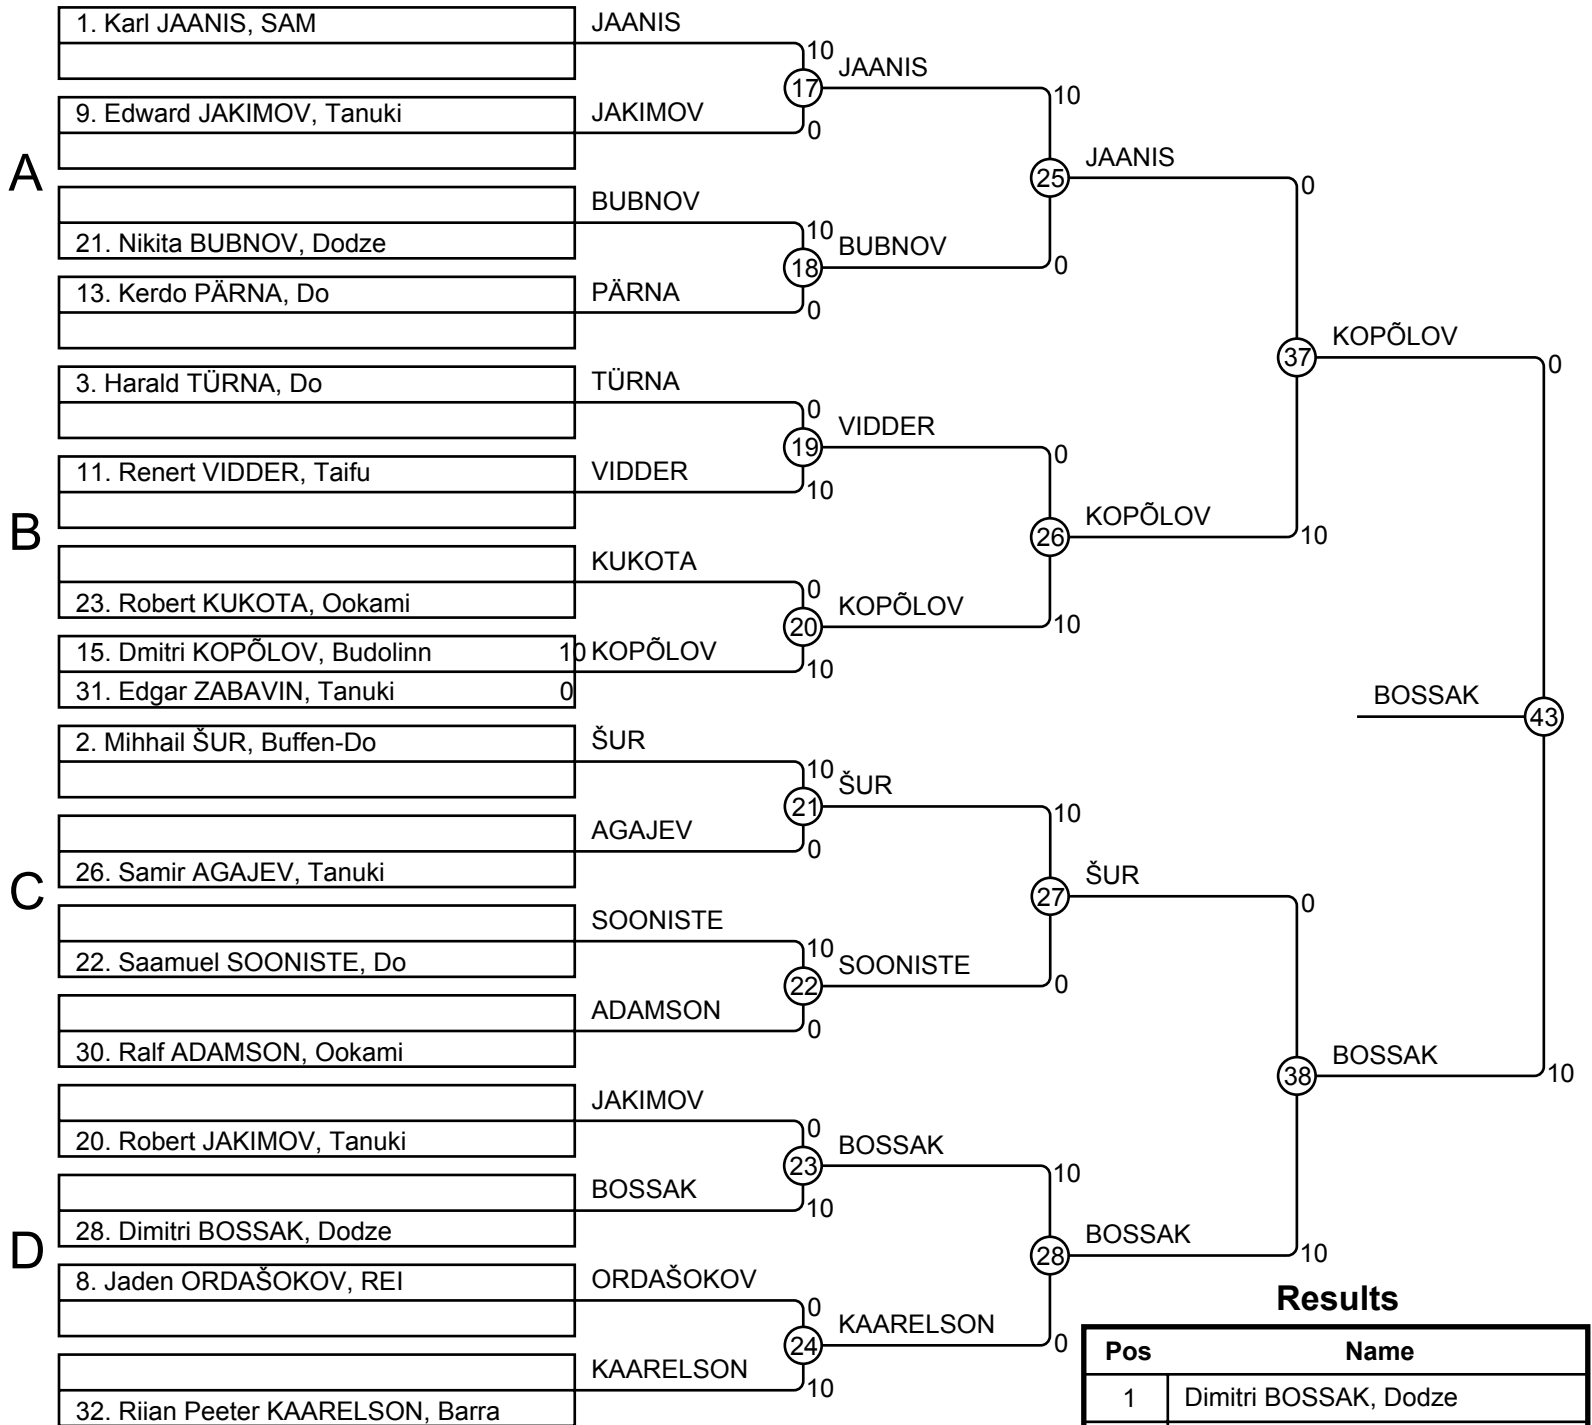 A
1. Karl JAANIS, SAM
9. Edward JAKIMOV, Tanuki
21. Nikita BUBNOV, Dodze
13. Kerdo PÄRNA, Do
B
3. Harald TÜRNA, Do
11. Renert VIDDER, Taifu
23. Robert KUKOTA, Ookami
15. Dmitri KOPÕLOV, Budolinn 10
31. Edgar ZABAVIN, Tanuki 0
C
2. Mihhail ŠUR, Buffen-Do
26. Samir AGAJEV, Tanuki
22. Saamuel SOONISTE, Do
30. Ralf ADAMSON, Ookami
D
20. Robert JAKIMOV, Tanuki
28. Dimitri BOSSAK, Dodze
8. Jaden ORDAŠOKOV, REI
32. Riian Peeter KAARELSON, Barra
JAANIS
10
17
JAKIMOV
0
BUBNOV
10
18
PÄRNA
0
TÜRNA
0
19
VIDDER
10
KUKOTA
0
20
KOPÕLOV
10
ŠUR
10
21
AGAJEV
0
SOONISTE
10
22
ADAMSON
0
JAKIMOV
0
23
BOSSAK
10
ORDAŠOKOV
0
24
KAARELSON
10
JAANIS
10
25
BUBNOV
0
VIDDER
0
26
KOPÕLOV
10
ŠUR
10
27
SOONISTE
0
BOSSAK
10
28
KAARELSON
0
JAANIS
0
37
KOPÕLOV
10
ŠUR
0
38
BOSSAK
10
KOPÕLOV
0
BOSSAK
43
BOSSAK
10
Results
Pos Name
1 Dimitri BOSSAK, Dodze